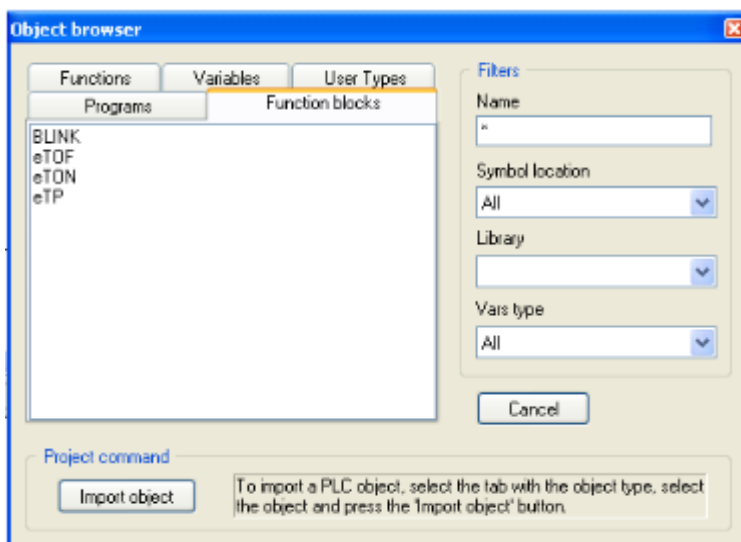 Object browser
Functions
Variables
User Types
Programs
Function blocks
BLINK
eTOF
eTON
eTP
Filters
Name
*
Symbol location
All
Library
Vars type
All
Cancel
Project command
Import object
To import a PLC object, select the tab with the object type, select
the object and press the 'Import object' button.